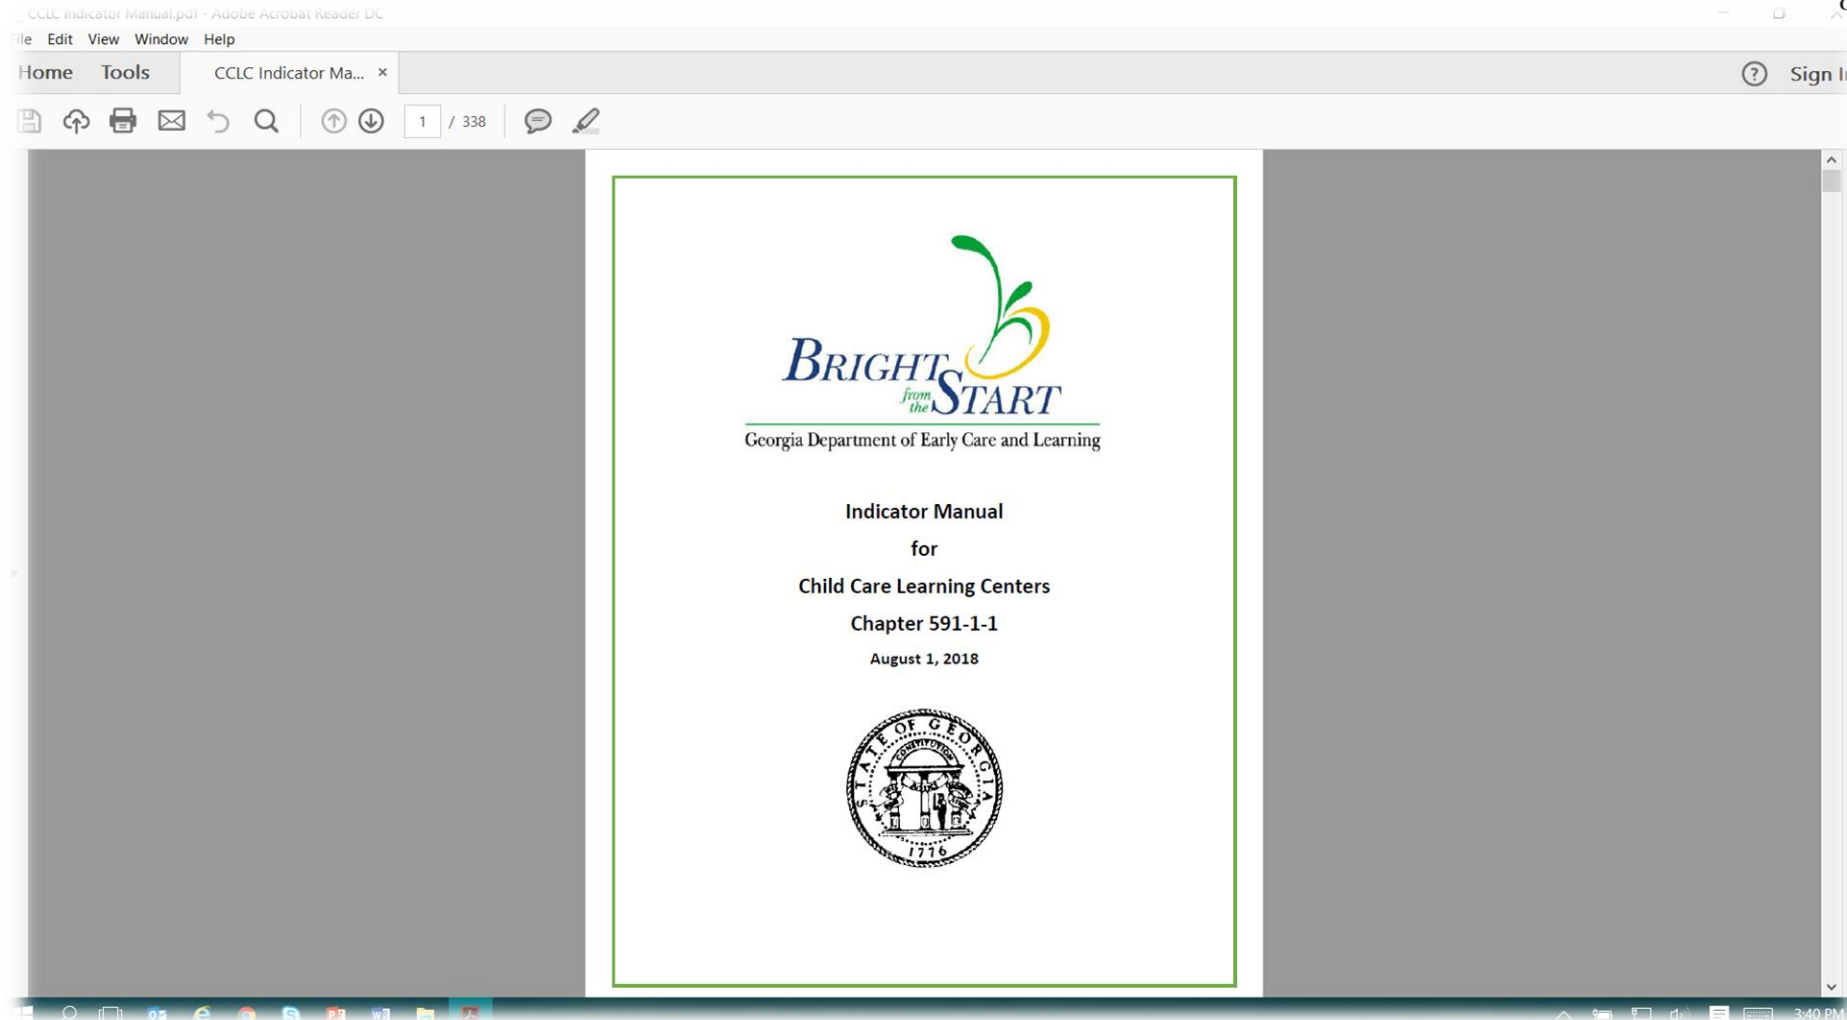 CCLC Indicator Manual.pdf - Adobe Acrobat Reader DC
File Edit View Window Help
Home Tools CCLC Indicator Ma... ×
? Sign I
1 / 338
BRIGHT
from
the START
Georgia Department of Early Care and Learning
Indicator Manual
for
Child Care Learning Centers
Chapter 591-1-1
August 1, 2018
STATE OF GEORGIA
CONSTITUTION
1776
3:40 PM